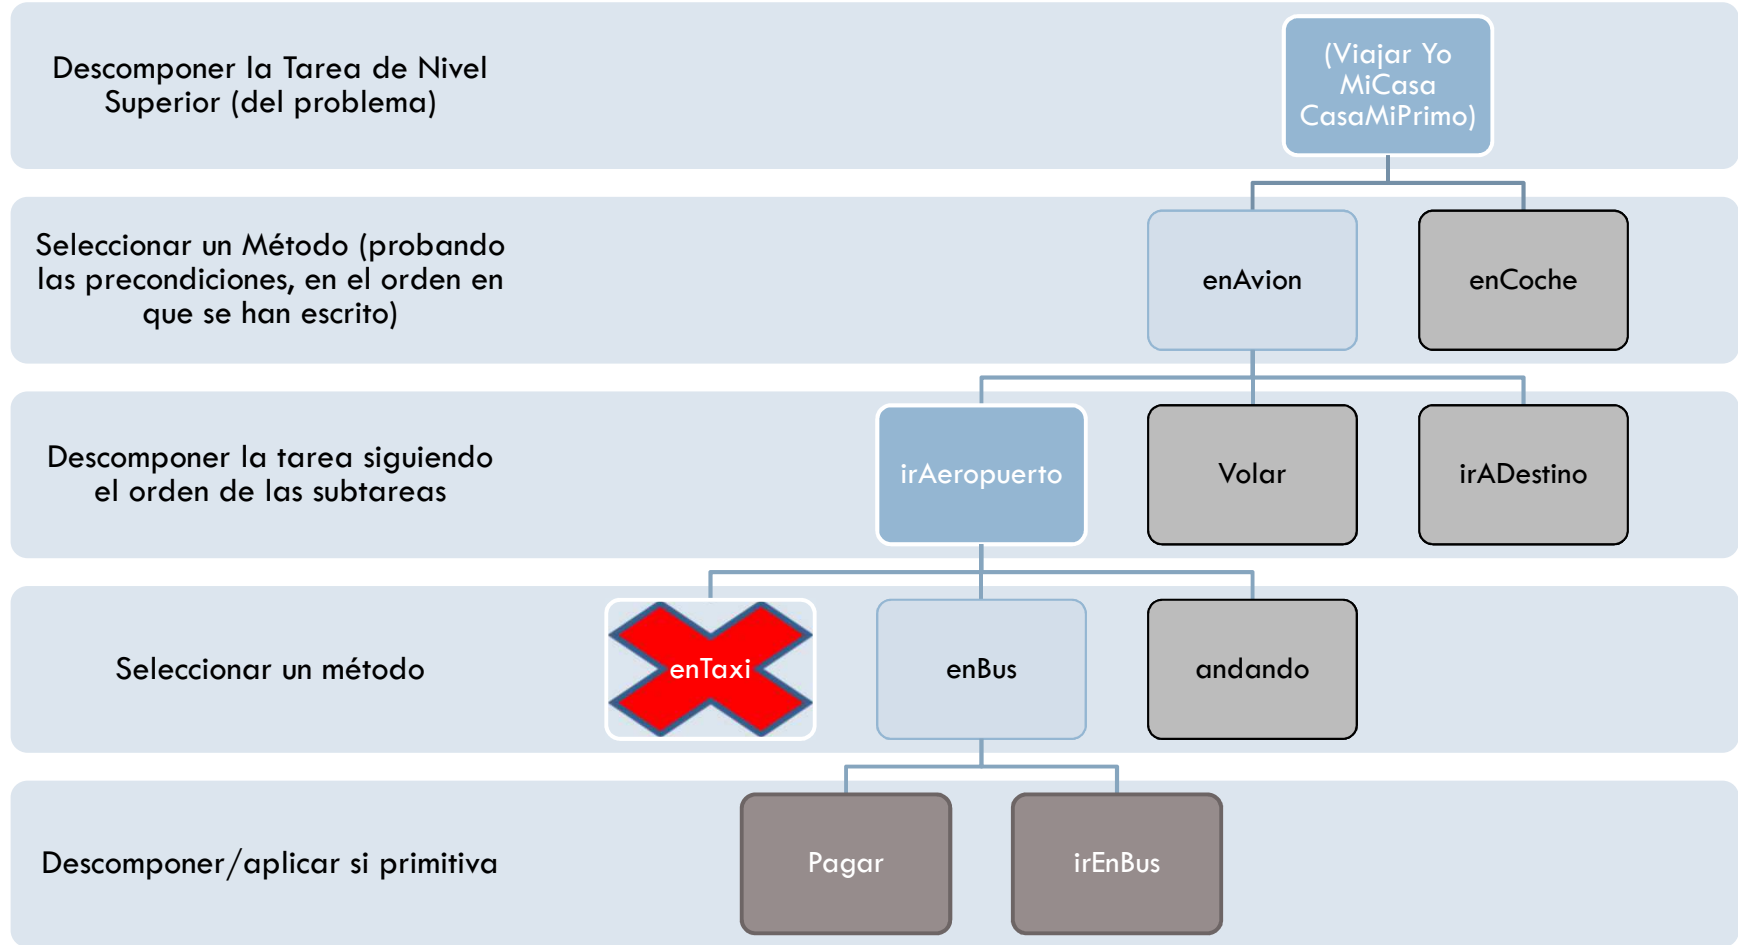 Descomponer la Tarea de Nivel
Superior (del problema)
(Viajar Yo
MiCasa
CasaMiPrimo)
Seleccionar un Método (probando
las precondiciones, en el orden en
que se han escrito)
enAvion
enCoche
Descomponer la tarea siguiendo
el orden de las subtareas
irAeropuerto
Volar
irADestino
Seleccionar un método
enTaxi
enBus
andando
Descomponer/aplicar si primitiva
Pagar
irEnBus